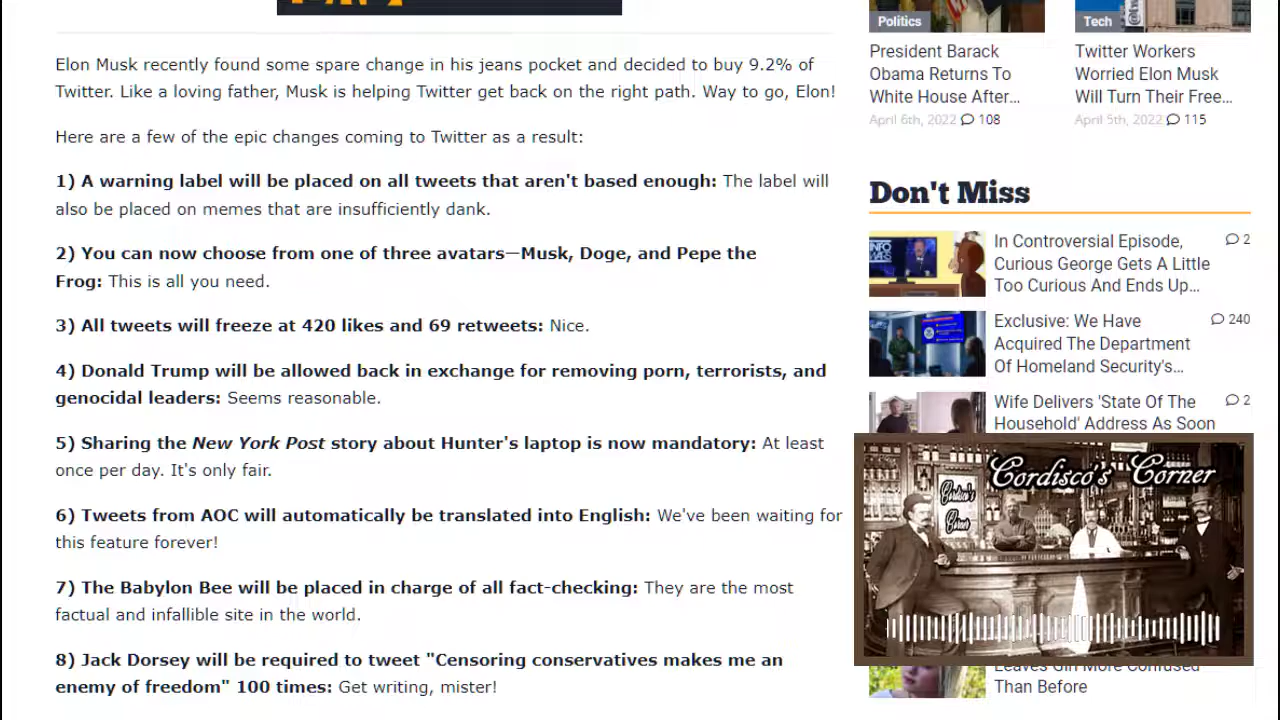 Elon Musk recently found some spare change in his jeans pocket and decided to buy 9.2% of
Twitter. Like a loving father, Musk is helping Twitter get back on the right path. Way to go, Elon!
Here are a few of the epic changes coming to Twitter as a result:
1) A warning label will be placed on all tweets that aren't based enough: The label will
also be placed on memes that are insufficiently dank.
2) You can now choose from one of three avatars—Musk, Doge, and Pepe the
Frog: This is all you need.
3) All tweets will freeze at 420 likes and 69 retweets: Nice.
4) Donald Trump will be allowed back in exchange for removing porn, terrorists, and
genocidal leaders: Seems reasonable.
5) Sharing the New York Post story about Hunter's laptop is now mandatory: At least
once per day. It's only fair.
6) Tweets from AOC will automatically be translated into English: We've been waiting for
this feature forever!
7) The Babylon Bee will be placed in charge of all fact-checking: They are the most
factual and infallible site in the world.
8) Jack Dorsey will be required to tweet "Censoring conservatives makes me an
enemy of freedom" 100 times: Get writing, mister!
Politics
President Barack
Obama Returns To
White House After...
April 6th, 2022 108
Tech
Twitter Workers
Worried Elon Musk
Will Turn Their Free...
April 5th, 2022 115
Don't Miss
In Controversial Episode, 2
Curious George Gets A Little
Too Curious And Ends Up...
INFO
WARS
Exclusive: We Have 240
Acquired The Department
Of Homeland Security's...
Wife Delivers 'State Of The 2
Household' Address As Soon
Cordisco's Corner
Cordisco's
Corner
Leaves Girl More Confused
Than Before